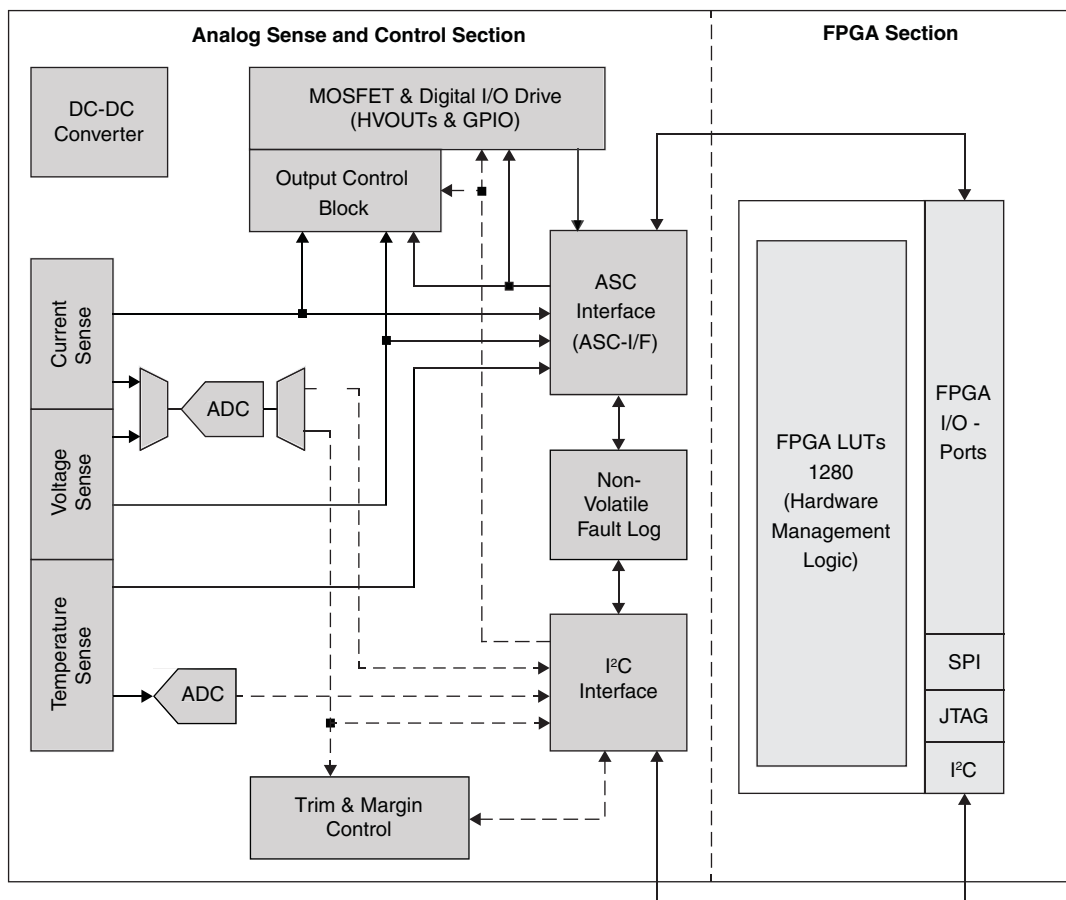 Analog Sense and Control Section
FPGA Section
DC-DC
Converter
MOSFET & Digital I/O Drive
(HVOUTs & GPIO)
Output Control
Block
ASC
Interface
(ASC-I/F)
Current
Sense
ADC
Voltage
Sense
Non-
Volatile
Fault Log
Temperature
Sense
ADC
I²C
Interface
Trim & Margin
Control
FPGA LUTs
1280
(Hardware
Management
Logic)
FPGA
I/O -
Ports
SPI
JTAG
I²C